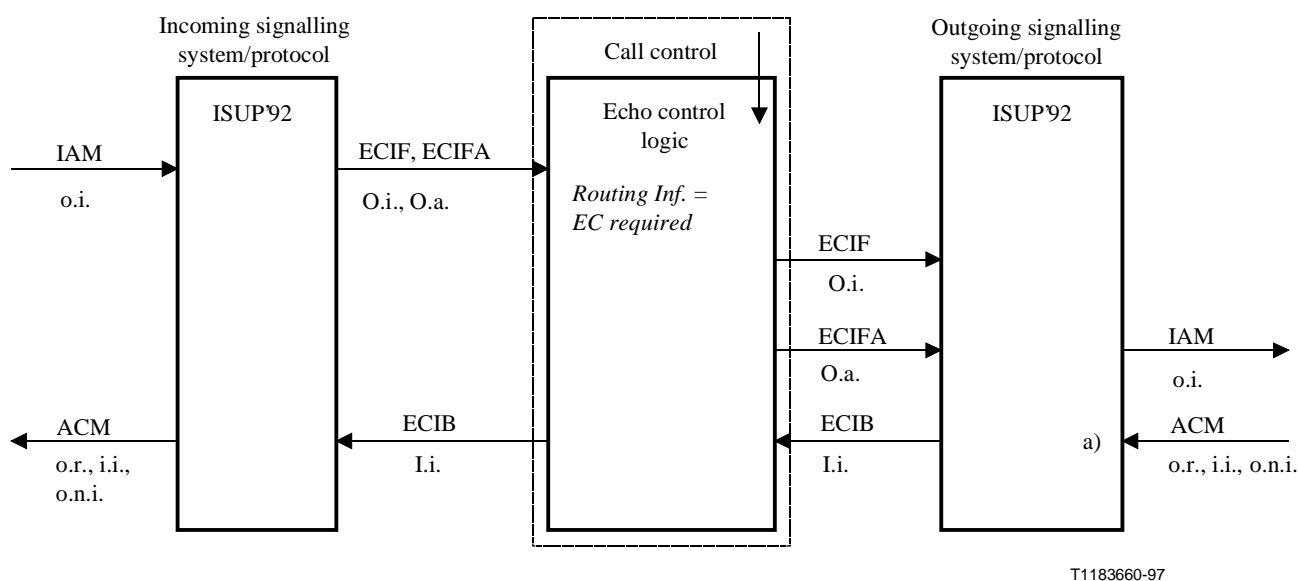 Incoming signalling
system/protocol
ISUP'92
IAM
o.i.
ECIF, ECIFA
O.i., O.a.
Call control
Echo control
logic
Routing Inf. =
EC required
Outgoing signalling
system/protocol
ISUP'92
ECIF
O.i.
ECIFA
O.a.
IAM
o.i.
ACM
o.r., i.i.,
o.n.i.
ECIB
I.i.
ECIB
I.i.
a)
ACM
o.r., i.i., o.n.i.
T1183660-97